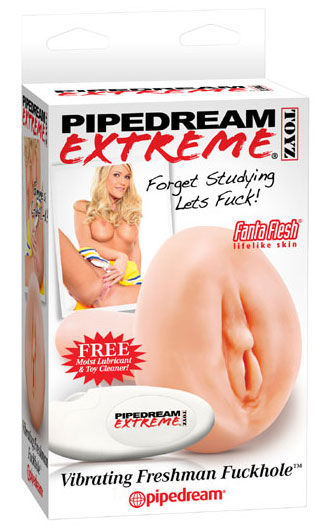 PIPEDREAM
EXTREME®
TOYZ
Forget Studying
Lets Fuck!
Fanta Flesh®
lifelike skin
FREE
Moist Lubricant
& Toy Cleaner!
PIPEDREAM
EXTREME
TOYZ
Vibrating Freshman Fuckhole™
pipedream®